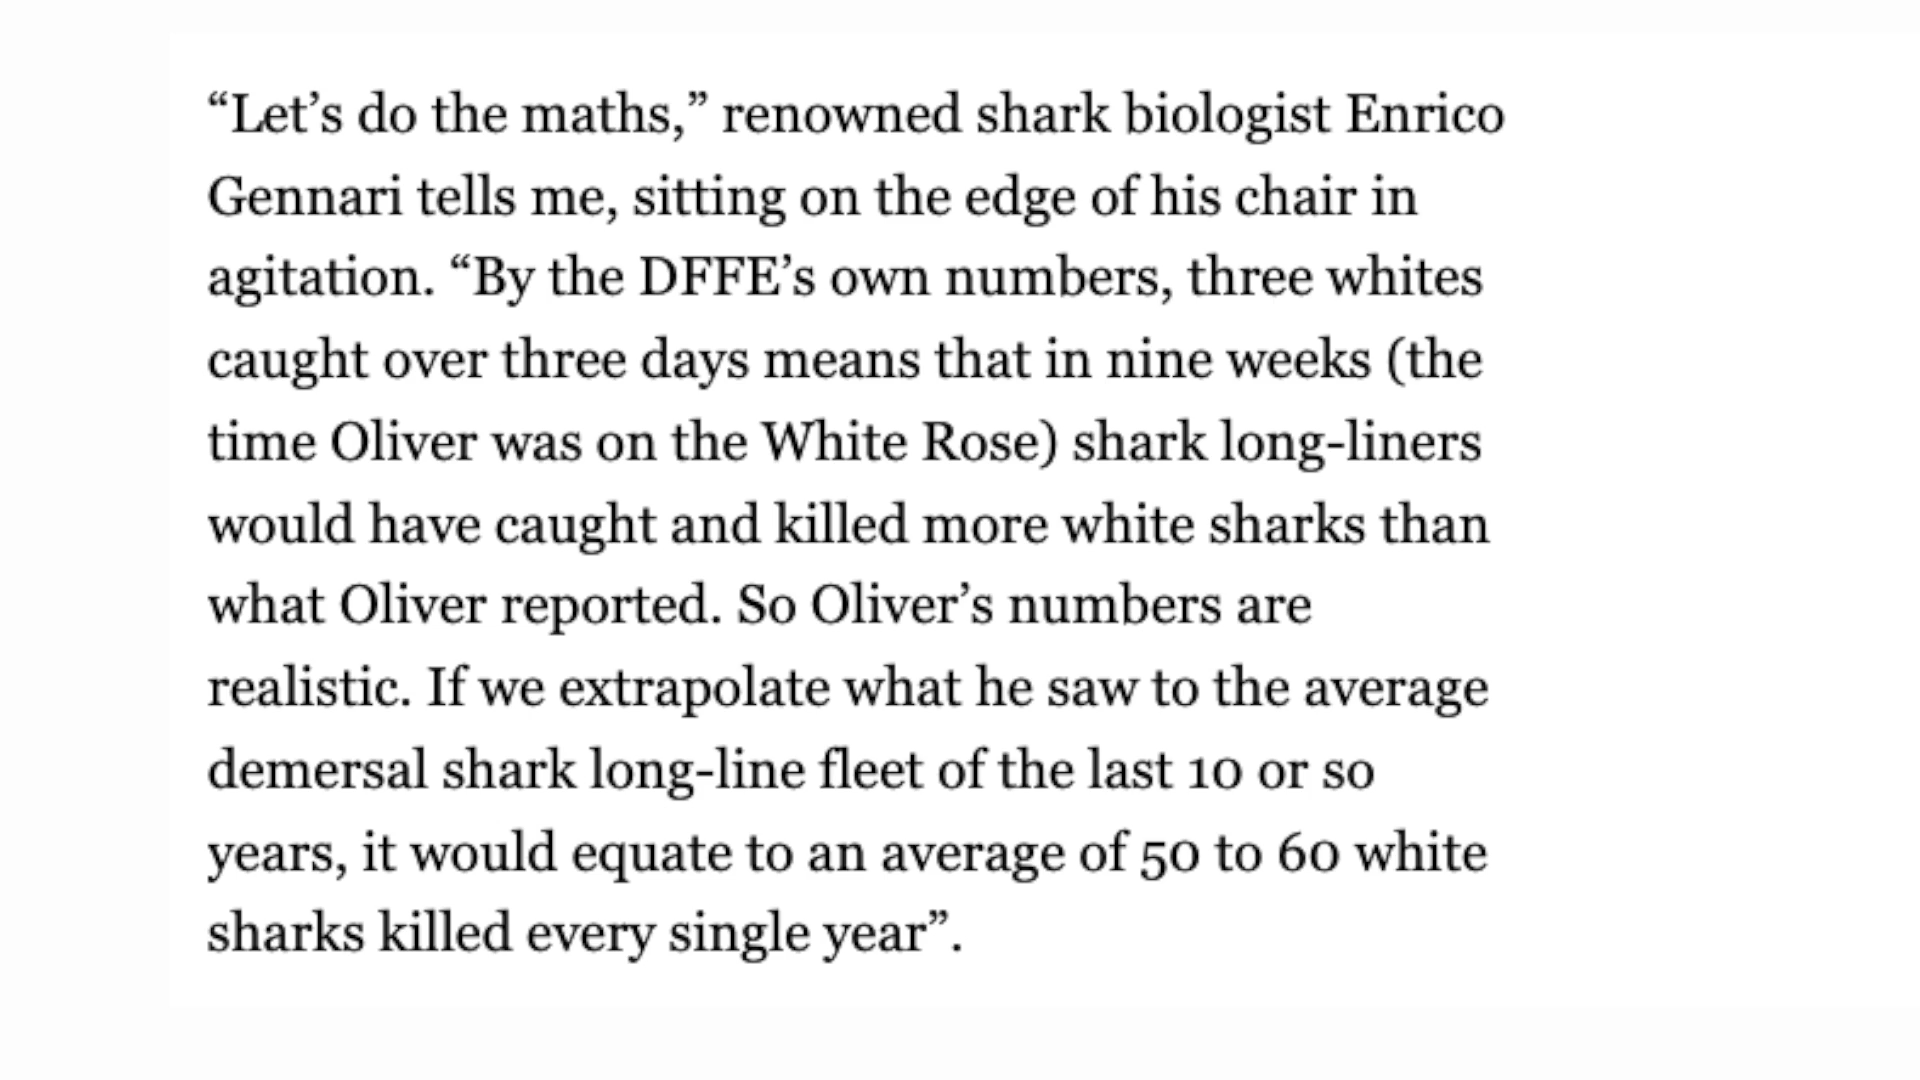 “Let’s do the maths,” renowned shark biologist Enrico
Gennari tells me, sitting on the edge of his chair in
agitation. “By the DFFE’s own numbers, three whites
caught over three days means that in nine weeks (the
time Oliver was on the White Rose) shark long-liners
would have caught and killed more white sharks than
what Oliver reported. So Oliver’s numbers are
realistic. If we extrapolate what he saw to the average
demersal shark long-line fleet of the last 10 or so
years, it would equate to an average of 50 to 60 white
sharks killed every single year”.